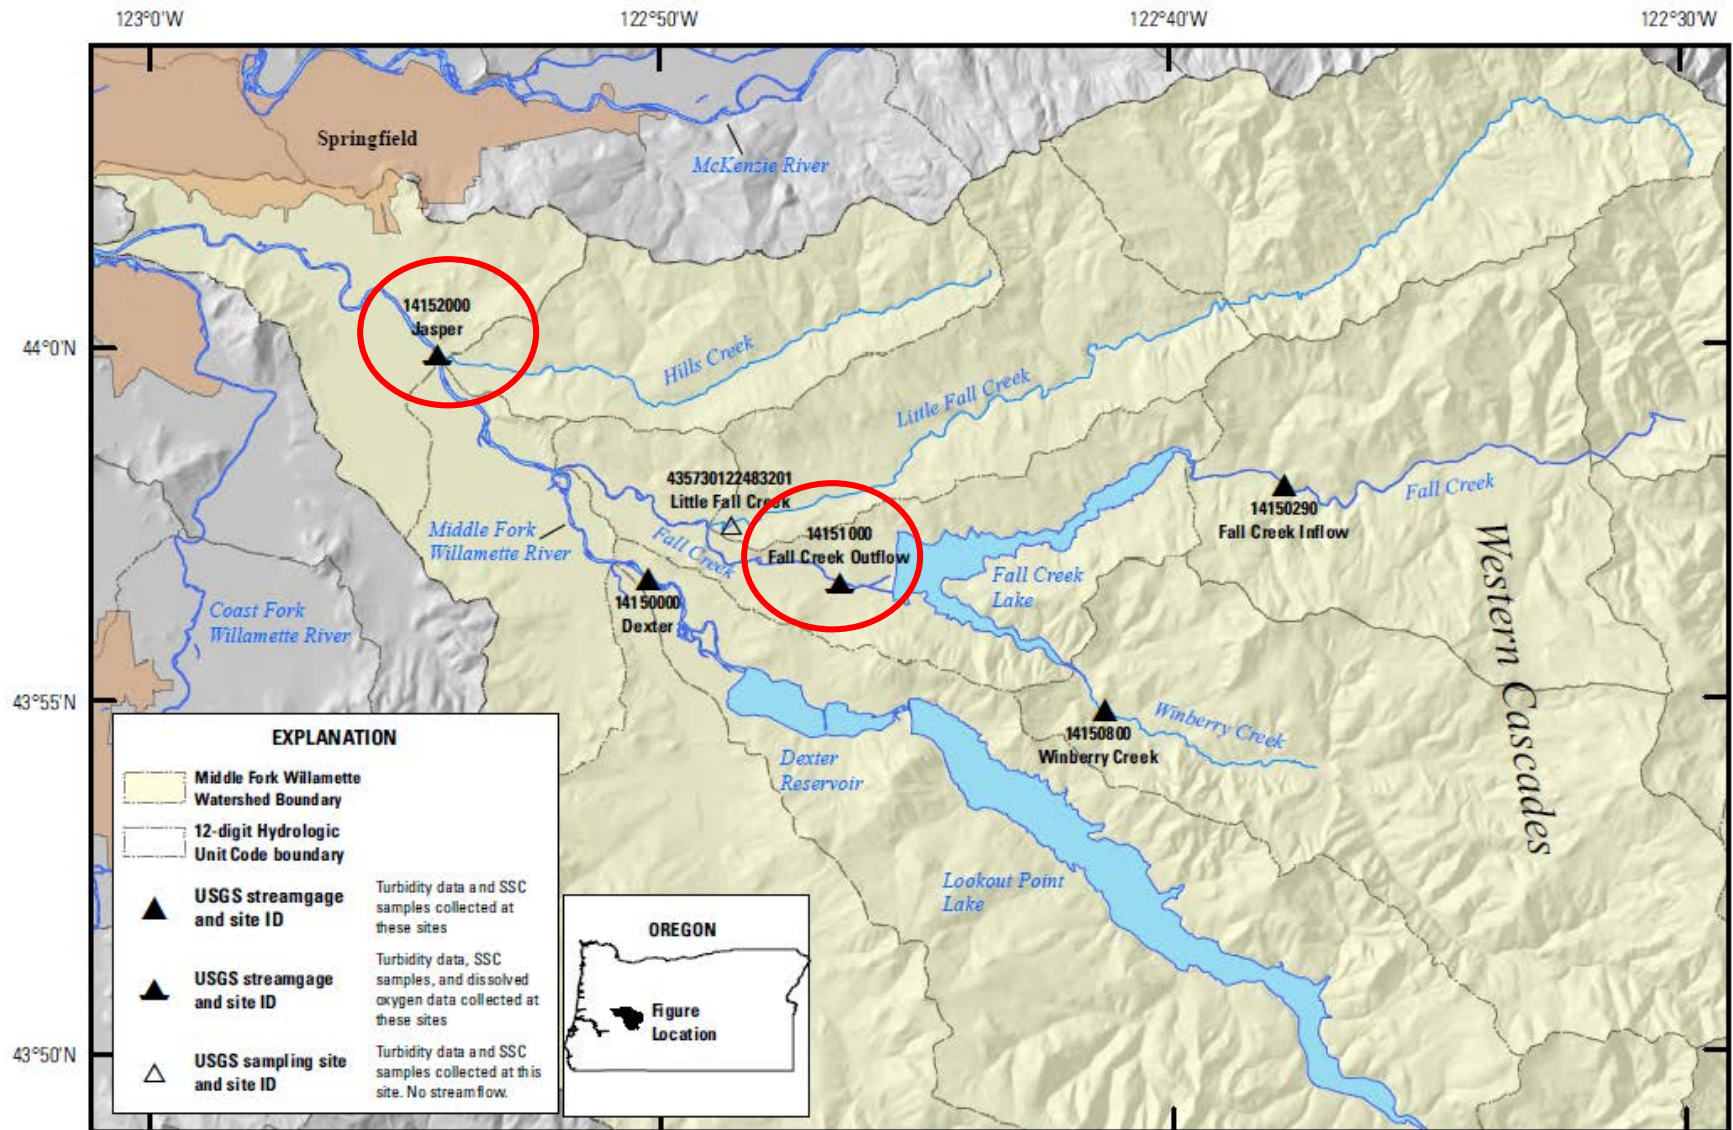 123°0'W
122°50'W
122°40'W
122°30'W
Springfield
McKenzie River
14152000
Jasper
44°0'N
Hills Creek
Little Fall Creek
435730122483201
Little Fall Creek
14151000
Fall Creek Outflow
Fall Creek
14150290
Fall Creek Inflow
Middle Fork
Willamette River
Fall Creek
Fall Creek
Lake
14150000
Dexter
Coast Fork
Willamette River
Western Cascades
43°55'N
Winberry Creek
14150800
Winberry Creek
Dexter
Reservoir
Lookout Point
Lake
43°50'N
EXPLANATION
Middle Fork Willamette
Watershed Boundary
12-digit Hydrologic
Unit Code boundary
USGS streamgage
and site ID
Turbidity data and SSC
samples collected at
these sites
USGS streamgage
and site ID
Turbidity data, SSC
samples, and dissolved
oxygen data collected at
these sites
USGS sampling site
and site ID
Turbidity data and SSC
samples collected at this
site. No streamflow.
OREGON
Figure
Location